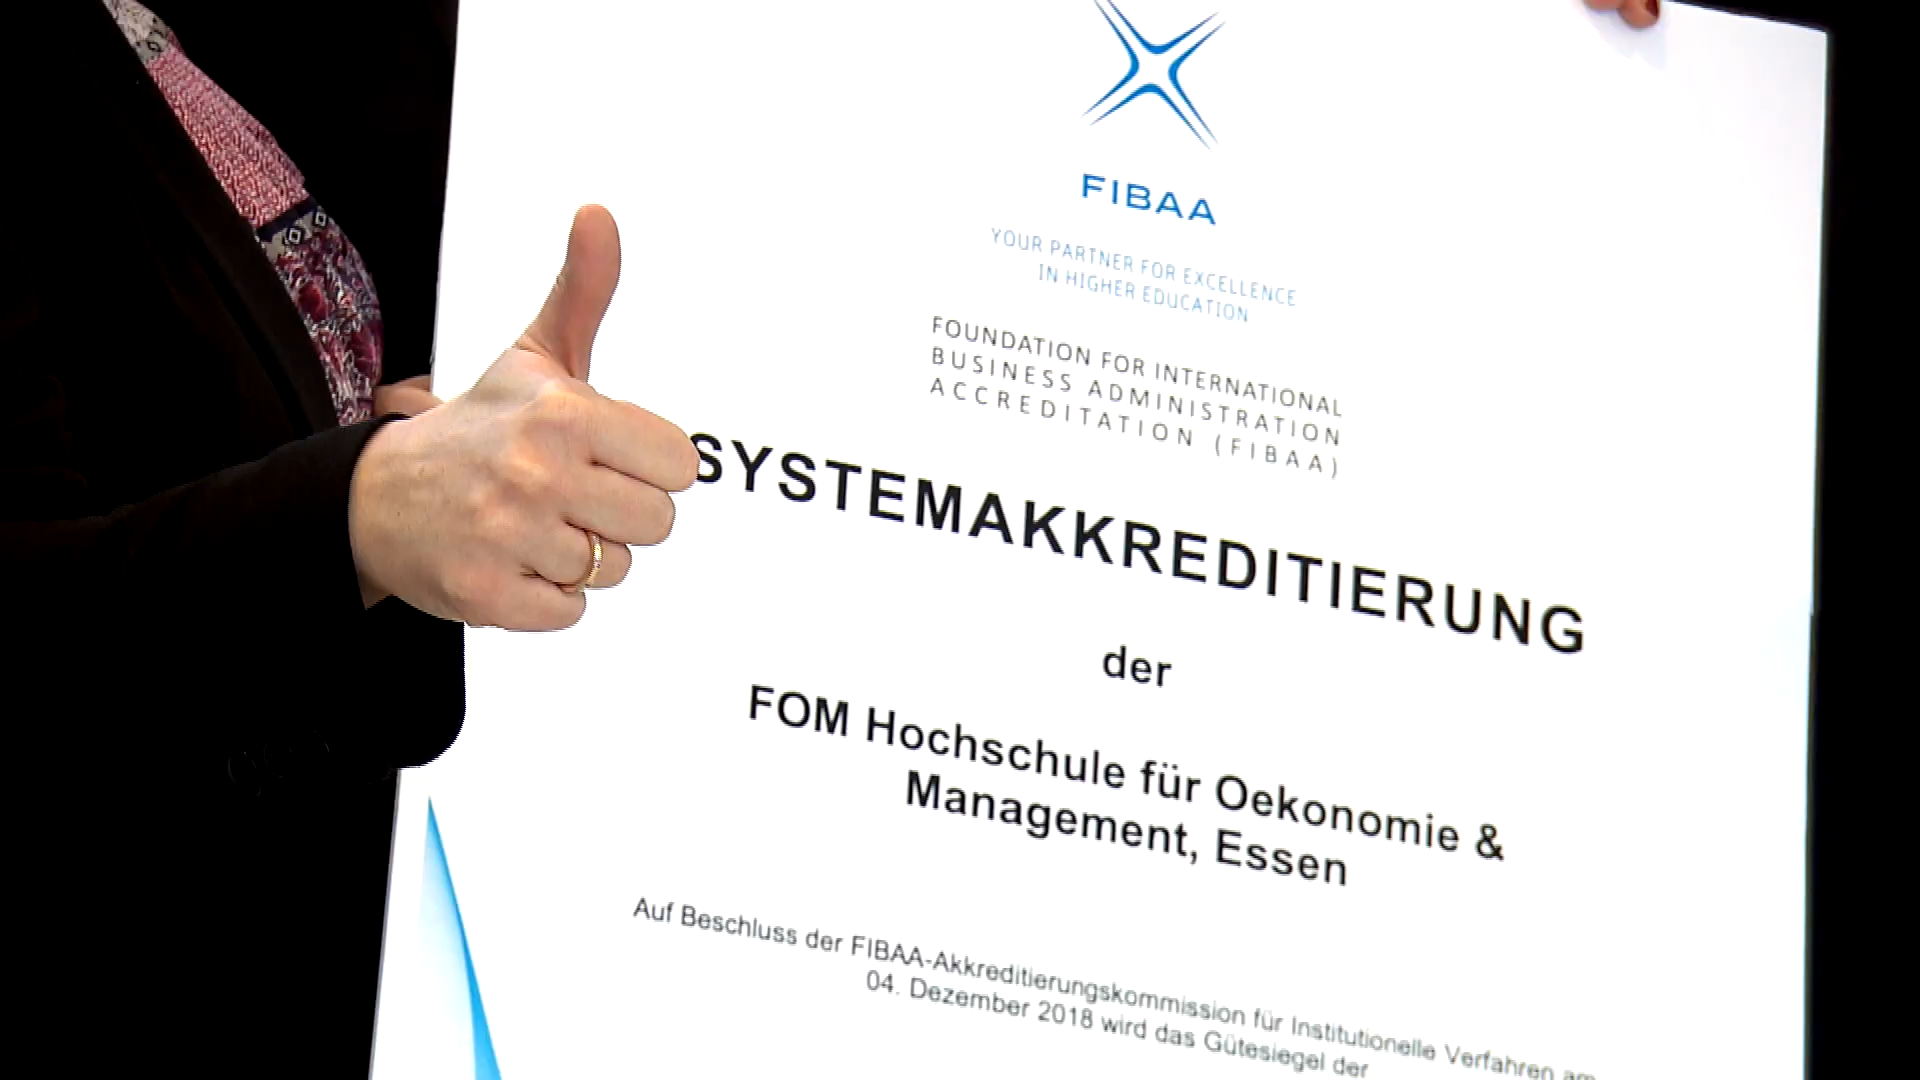 FIBAA
YOUR PARTNER FOR EXCELLENCE
IN HIGHER EDUCATION
FOUNDATION FOR INTERNATIONAL
BUSINESS ADMINISTRATION
ACCREDITATION (FIBAA)
SYSTEMAKKREDITIERUNG
der
FOM Hochschule für Oekonomie &
Management, Essen
Auf Beschluss der FIBAA-Akkreditierungskommission für Institutionelle Verfahren am
04. Dezember 2018 wird das Gütesiegel der